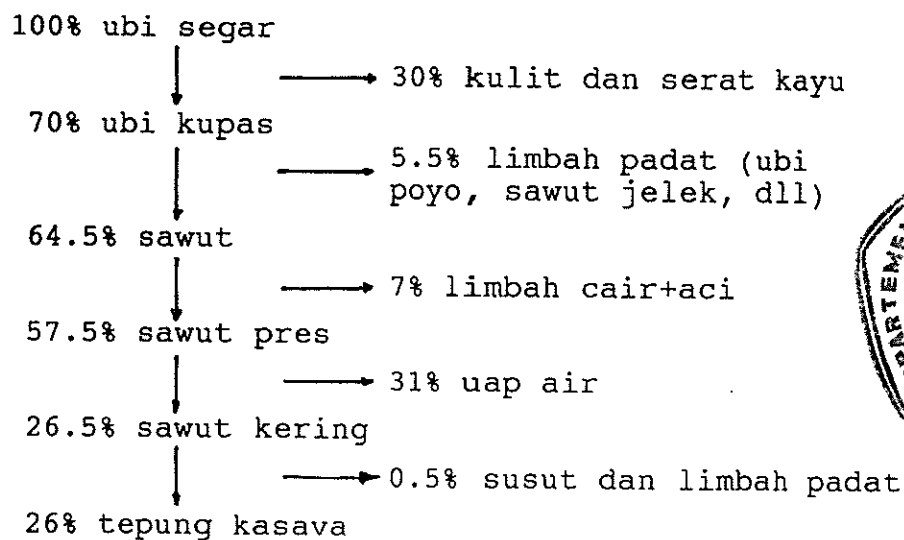 100% ubi segar
30% kulit dan serat kayu
70% ubi kupas
5.5% limbah padat (ubi
poyo, sawut jelek, dll)
64.5% sawut
7% limbah cair+aci
57.5% sawut pres
31% uap air
26.5% sawut kering
0.5% susut dan limbah padat
26% tepung kasava